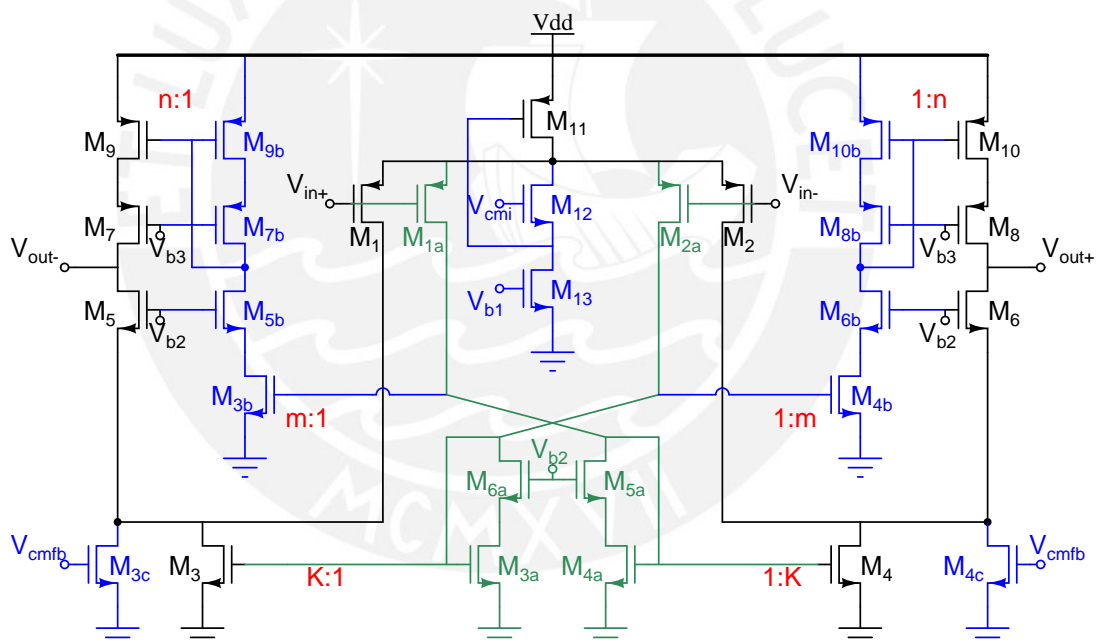 Vdd
n:1
1:n
M9
M9b
M11
M10b
M10
Vin+
Vcmi
M12
Vin-
M7
M7b
M1
M1a
M2a
M2
M8b
M8
Vb3
Vb3
Vout-
Vout+
M5
M5b
Vb1
M13
M6b
M6
Vb2
Vb2
M3b
M4b
m:1
1:m
Vb2
M6a
M5a
Vcmfb
Vcmfb
M3c
M3
K:1
M3a
M4a
1:K
M4
M4c
MCMXVII